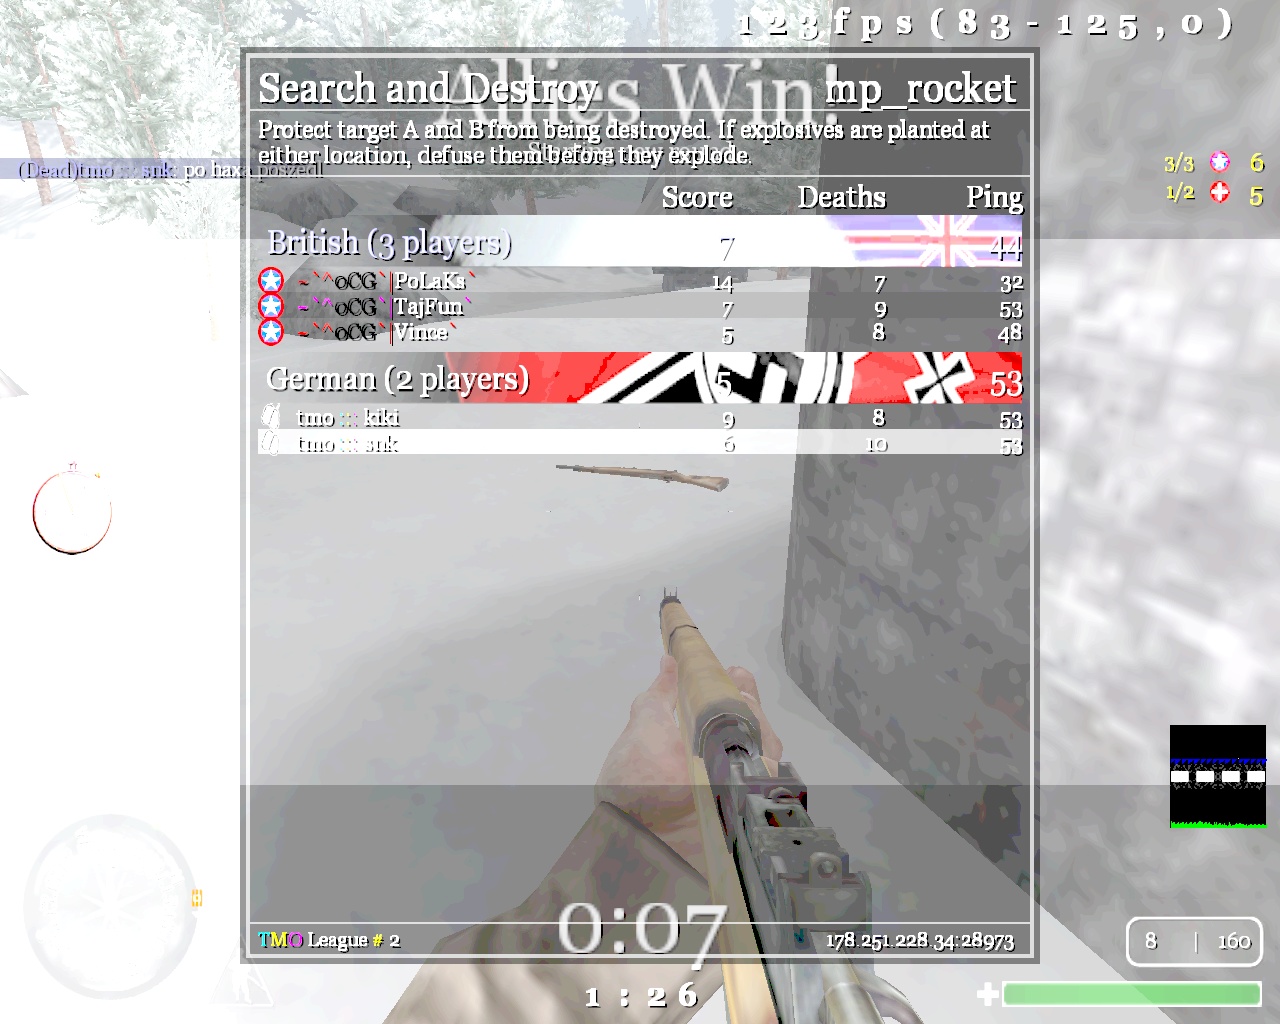 123fps(83-125,0)
Allies Win!
Search and Destroy mp_rocket
Protect target A and B from being destroyed. If explosives are planted at
either location, defuse them before they explode.
Starting new round
(Dead)tmo ::: snk: po haxa poszedl
3/3 6
1/2 5
Score Deaths Ping
British (3 players) 7 44
~`^oCG`|PoLaKs` 14 7 32
~`^oCG`|TajFun` 7 9 53
~`^oCG`|Vince` 5 8 48
German (2 players) 5 53
tmo ::: kiki 9 8 53
tmo ::: snk 6 10 53
0:07
TMO League # 2 178.251.228.34:28973
8 | 160
1:26